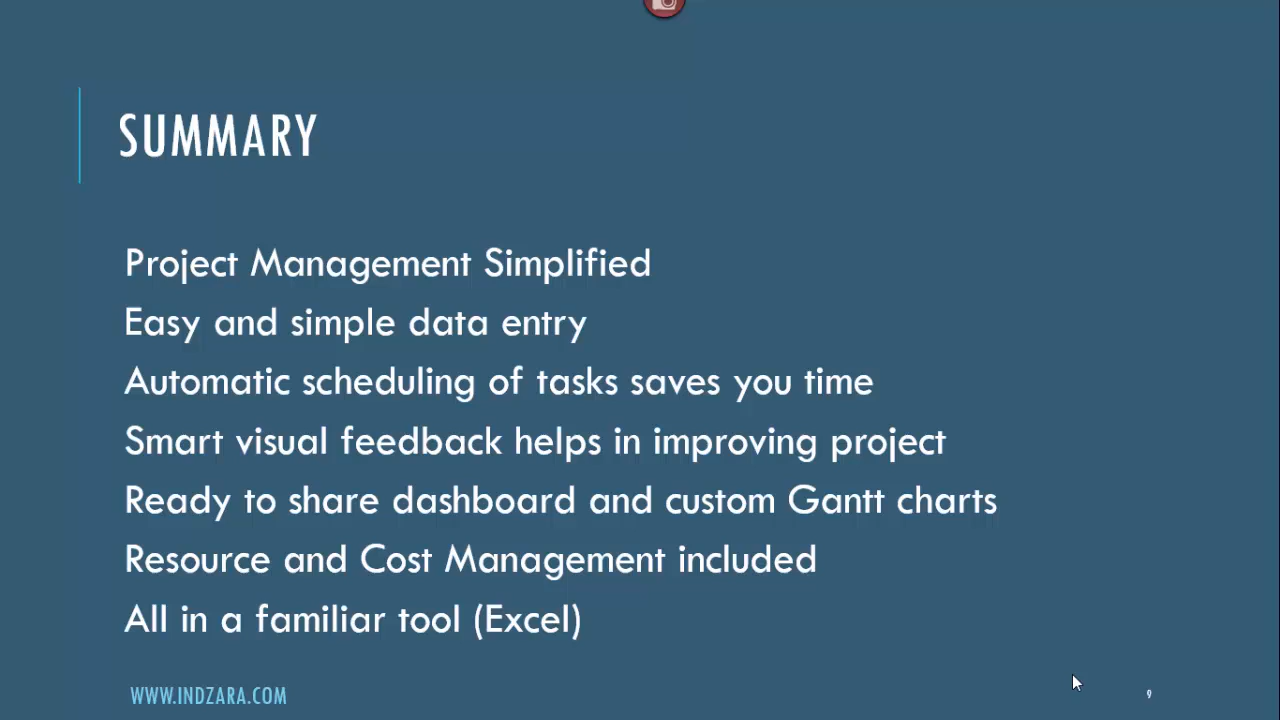 SUMMARY
Project Management Simplified
Easy and simple data entry
Automatic scheduling of tasks saves you time
Smart visual feedback helps in improving project
Ready to share dashboard and custom Gantt charts
Resource and Cost Management included
All in a familiar tool (Excel)
WWW.INDZARA.COM
9